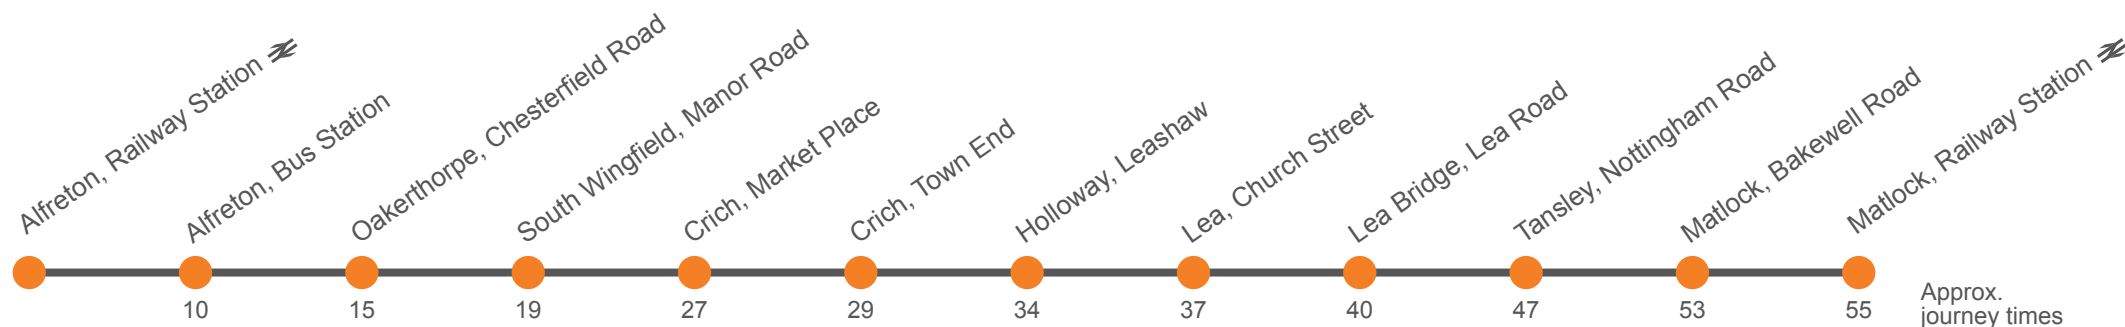 Alfreton, Railway Station
Alfreton, Bus Station
Oakerthorpe, Chesterfield Road
South Wingfield, Manor Road
Crich, Market Place
Crich, Town End
Holloway, Leashaw
Lea, Church Street
Lea Bridge, Lea Road
Tansley, Nottingham Road
Matlock, Bakewell Road
Matlock, Railway Station
10
15
19
27
29
34
37
40
47
53
55
Approx.
journey times